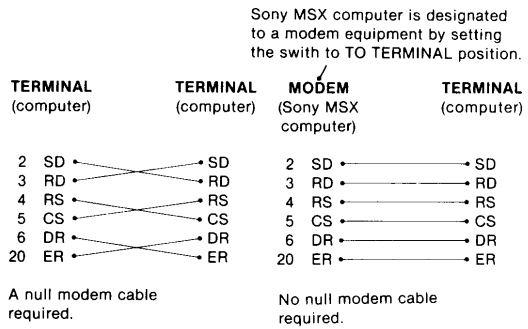 Sony MSX computer is designated
to a modem equipment by setting
the swith to TO TERMINAL position.
TERMINAL TERMINAL MODEM TERMINAL
(computer) (computer) (Sony MSX (computer)
computer)
2 SD SD 2 SD SD
3 RD RD 3 RD RD
4 RS RS 4 RS RS
5 CS CS 5 CS CS
6 DR DR 6 DR DR
20 ER ER 20 ER ER
A null modem cable
required.
No null modem cable
required.